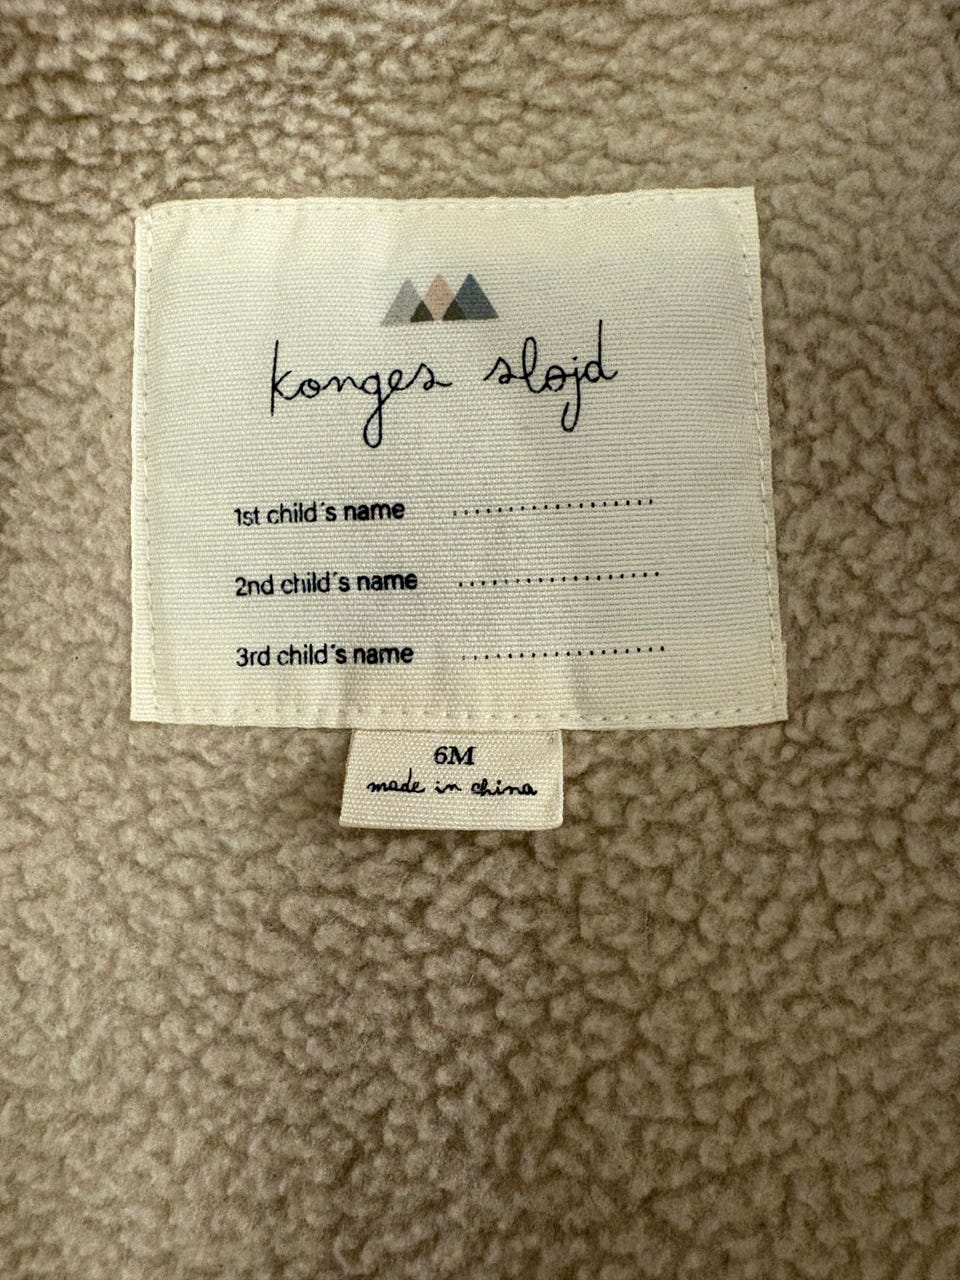 konges sløjd
1st child´s name ..................
2nd child´s name ..................
3rd child´s name ..................
6M
made in china